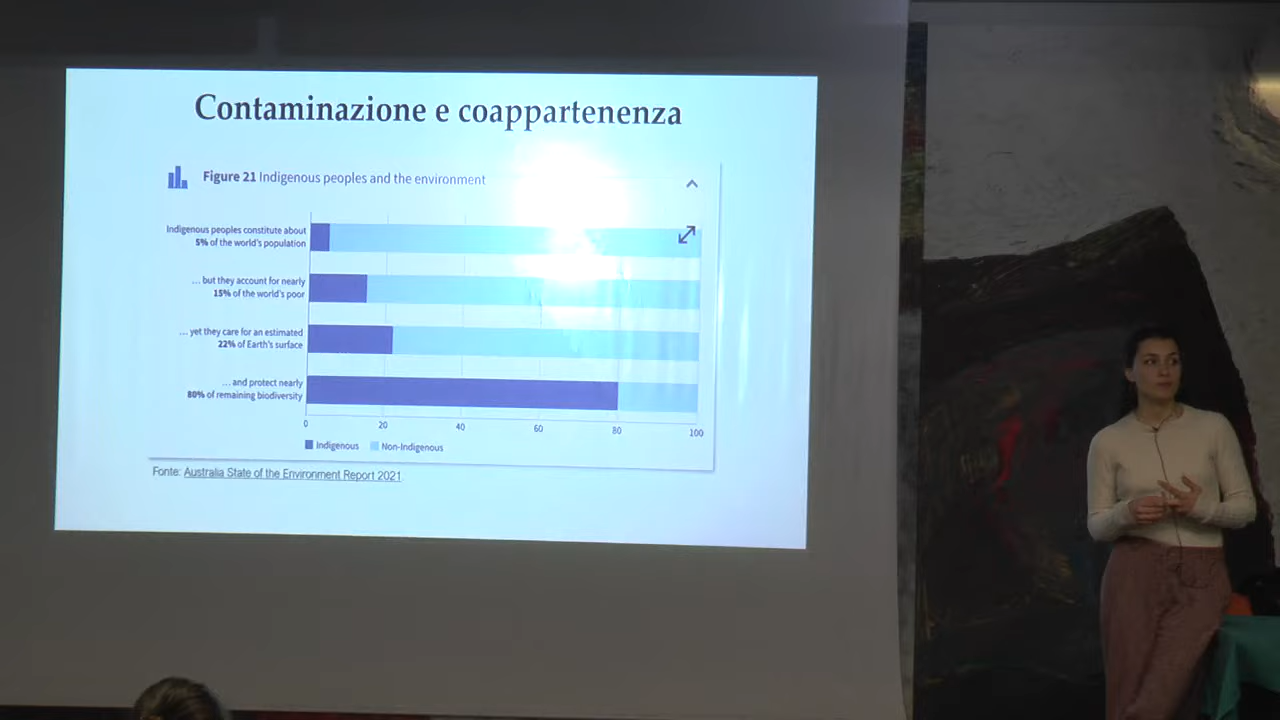 Contaminazione e coappartenenza
Figure 21 Indigenous peoples and the environment
Indigenous peoples constitute about
5% of the world's population
... but they account for nearly
15% of the world's poor
... yet they care for an estimated
22% of Earth's surface
... and protect nearly
80% of remaining biodiversity
0 20 40 60 80 100
Indigenous Non-Indigenous
Fonte: Australia State of the Environment Report 2021